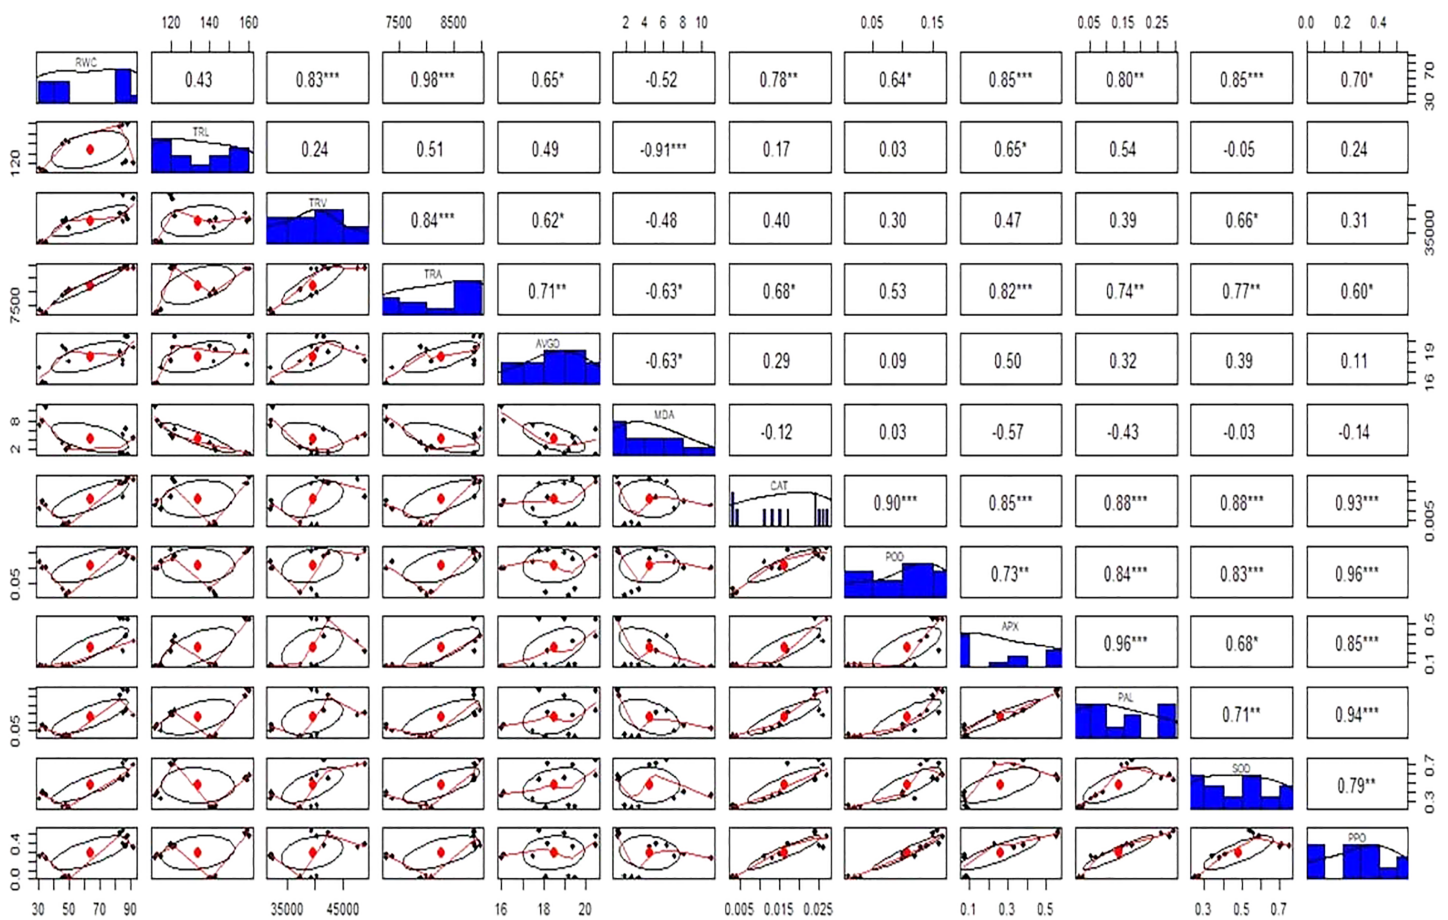 120 140 160 7500 8500 2 4 6 8 10 0.05 0.15 0.05 0.15 0.25 0.0 0.2 0.4
RWC 0.43 0.83*** 0.98*** 0.65* -0.52 0.78** 0.64* 0.85*** 0.80** 0.85*** 0.70* 30 70
120 TRL 0.24 0.51 0.49 -0.91*** 0.17 0.03 0.65* 0.54 -0.05 0.24
TRV 0.84*** 0.62* -0.48 0.40 0.30 0.47 0.39 0.66* 0.31 35000
7500 TRA 0.71** -0.63* 0.68* 0.53 0.82*** 0.74** 0.77** 0.60*
AVGD -0.63* 0.29 0.09 0.50 0.32 0.39 0.11 16 19
2 8 MDA -0.12 0.03 -0.57 -0.43 -0.03 -0.14
CAT 0.90*** 0.85*** 0.88*** 0.88*** 0.93*** 0.005
0.05 POD 0.73** 0.84*** 0.83*** 0.96***
APX 0.96*** 0.68* 0.85*** 0.1 0.5
0.05 PAL 0.71** 0.94***
SOD 0.79** 0.3 0.7
0.0 0.4 PPO
30 50 70 90 35000 45000 16 18 20 0.005 0.015 0.025 0.1 0.3 0.5 0.3 0.5 0.7